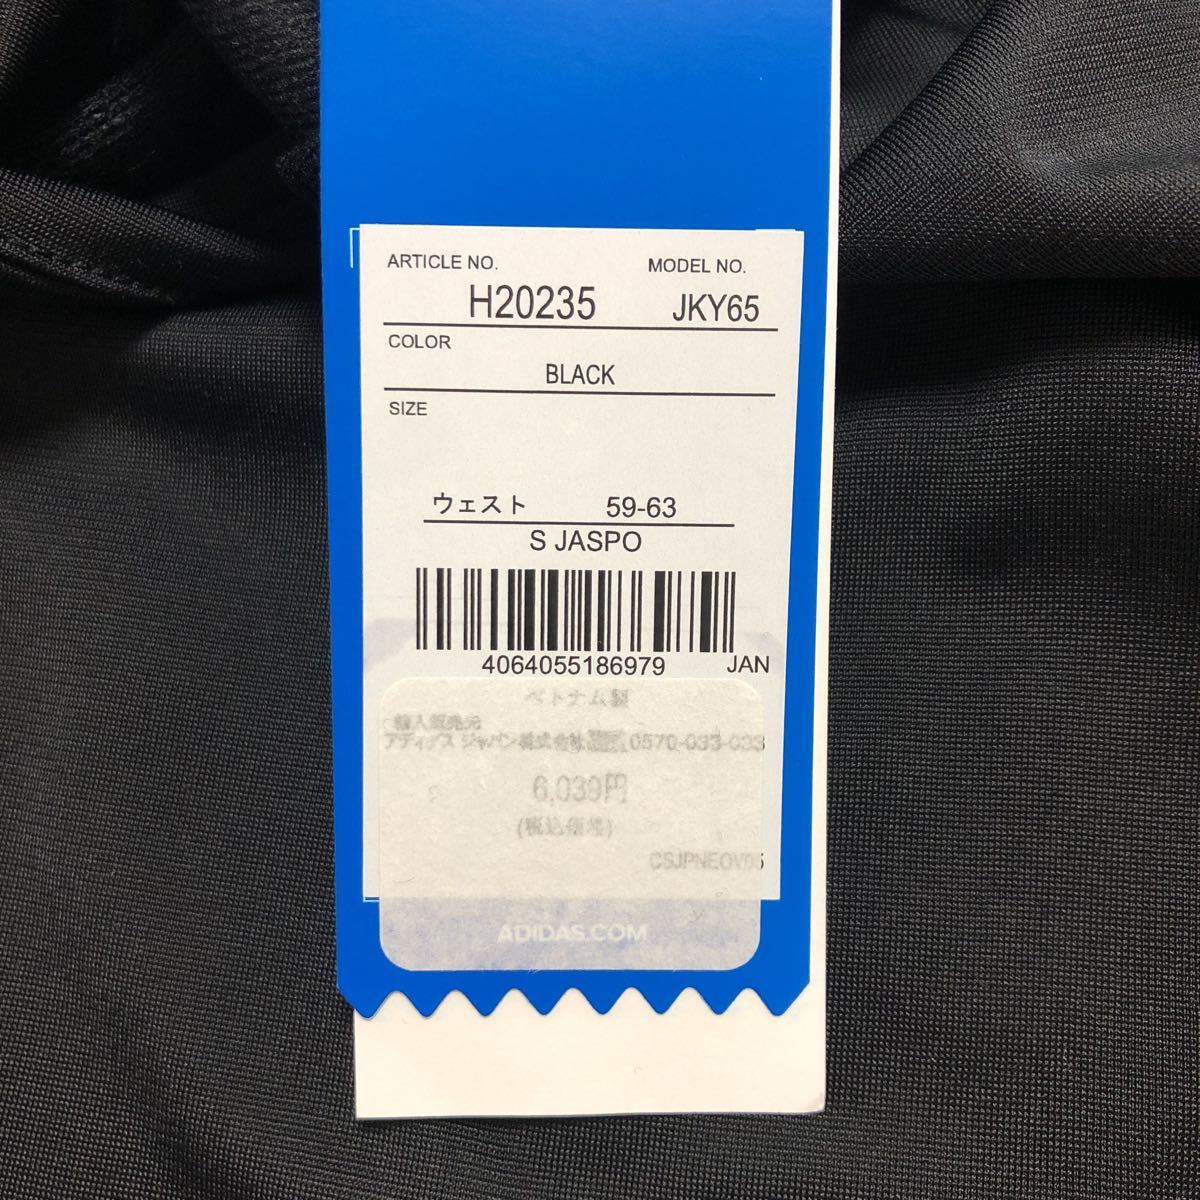 ARTICLE NO. MODEL NO.
H20235 JKY65
COLOR
BLACK
SIZE
ウェスト 59-63
S JASPO
4064055186979 JAN
ベトナム製
輸入販売元
アディダス ジャパン株式会社 0570-033-033
6,039円
(税込価格)
CSJPNEOV05
ADIDAS.COM